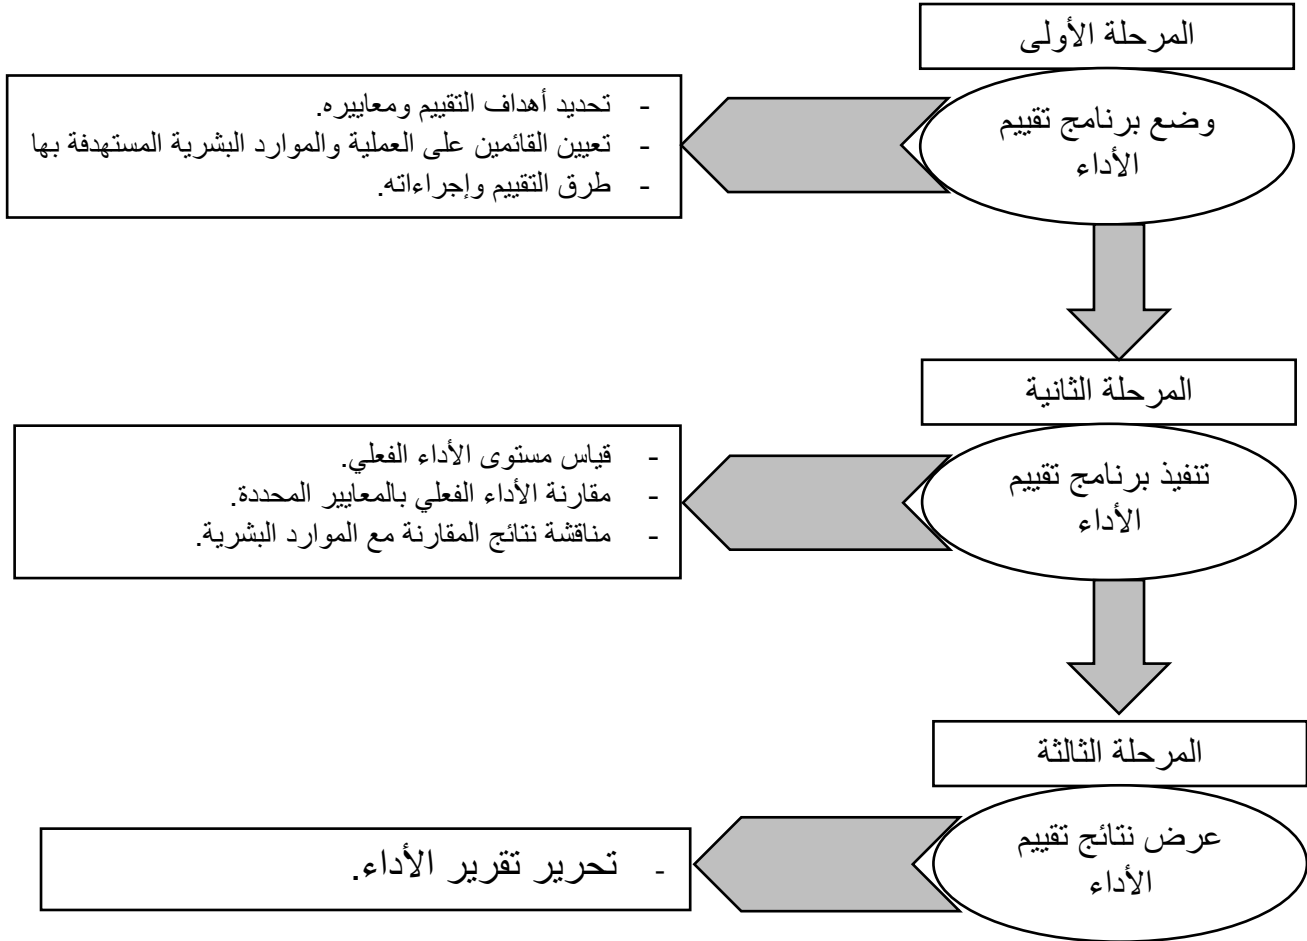 المرحلة الأولى
وضع برنامج تقييم
الأداء
- تحديد أهداف التقييم ومعاييره.
- تعيين القائمين على العملية والموارد البشرية المستهدفة بها
- طرق التقييم وإجراءاته.
المرحلة الثانية
تنفيذ برنامج تقييم
الأداء
- قياس مستوى الأداء الفعلي.
- مقارنة الأداء الفعلي بالمعايير المحددة.
- مناقشة نتائج المقارنة مع الموارد البشرية.
المرحلة الثالثة
عرض نتائج تقييم
الأداء
- تحرير تقرير الأداء.